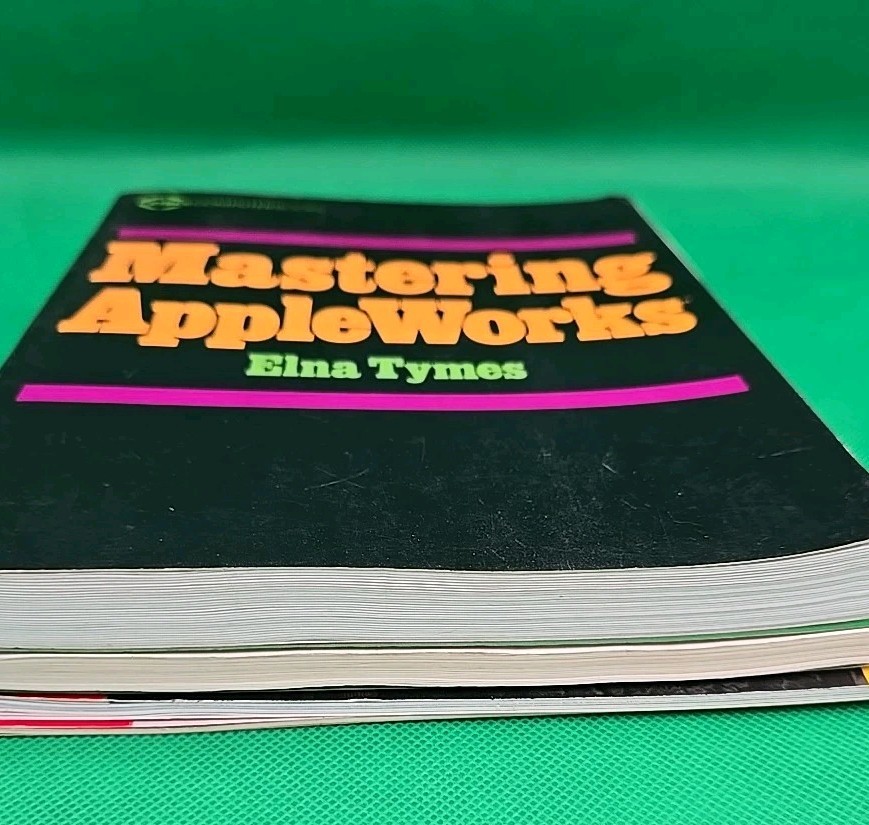 Mastering
AppleWorks
Elna Tymes